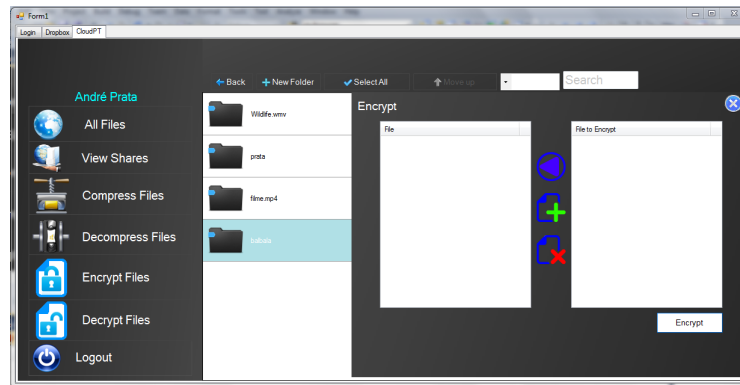 Form1
Login Dropbox CloudPT
Back New Folder Select All Move up Search
André Prata
All Files
View Shares
Compress Files
Decompress Files
Encrypt Files
Decrypt Files
Logout
Wildlife.wmv
prata
filme.mp4
Encrypt
File
File to Encrypt
Encrypt